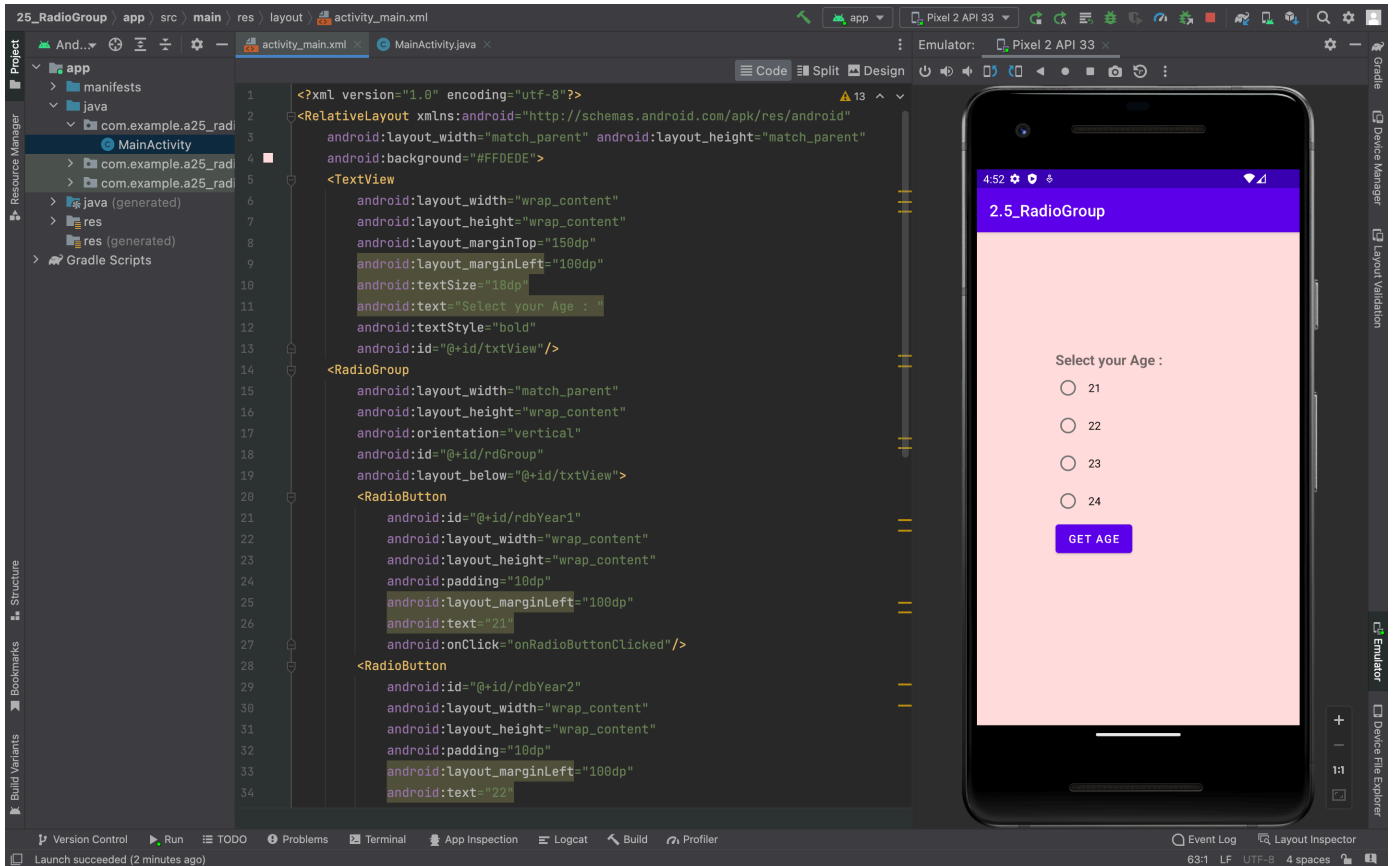 25_RadioGroup 〉 app 〉 src 〉 main 〉 res 〉 layout 〉 activity_main.xml
app
Pixel 2 API 33
Project
And...
activity_main.xml
MainActivity.java
Emulator:
Pixel 2 API 33
Gradle
app
manifests
java
com.example.a25_radi
MainActivity
com.example.a25_radi
com.example.a25_radi
java (generated)
res
res (generated)
Gradle Scripts
Resource Manager
Structure
Bookmarks
Build Variants
Code
Split
Design
13
1 <?xml version="1.0" encoding="utf-8"?>
2 <RelativeLayout xmlns:android="http://schemas.android.com/apk/res/android"
3 android:layout_width="match_parent" android:layout_height="match_parent"
4 android:background="#FFDEDE">
5 <TextView
6 android:layout_width="wrap_content"
7 android:layout_height="wrap_content"
8 android:layout_marginTop="150dp"
9 android:layout_marginLeft="100dp"
10 android:textSize="18dp"
11 android:text="Select your Age : "
12 android:textStyle="bold"
13 android:id="@+id/txtView"/>
14 <RadioGroup
15 android:layout_width="match_parent"
16 android:layout_height="wrap_content"
17 android:orientation="vertical"
18 android:id="@+id/rdGroup"
19 android:layout_below="@+id/txtView">
20 <RadioButton
21 android:id="@+id/rdbYear1"
22 android:layout_width="wrap_content"
23 android:layout_height="wrap_content"
24 android:padding="10dp"
25 android:layout_marginLeft="100dp"
26 android:text="21"
27 android:onClick="onRadioButtonClicked"/>
28 <RadioButton
29 android:id="@+id/rdbYear2"
30 android:layout_width="wrap_content"
31 android:layout_height="wrap_content"
32 android:padding="10dp"
33 android:layout_marginLeft="100dp"
34 android:text="22"
4:52
2.5_RadioGroup
Select your Age :
21
22
23
24
GET AGE
1:1
Device Manager
Layout Validation
Emulator
Device File Explorer
Version Control
Run
TODO
Problems
Terminal
App Inspection
Logcat
Build
Profiler
Event Log
Layout Inspector
Launch succeeded (2 minutes ago)
63:1 LF UTF-8 4 spaces